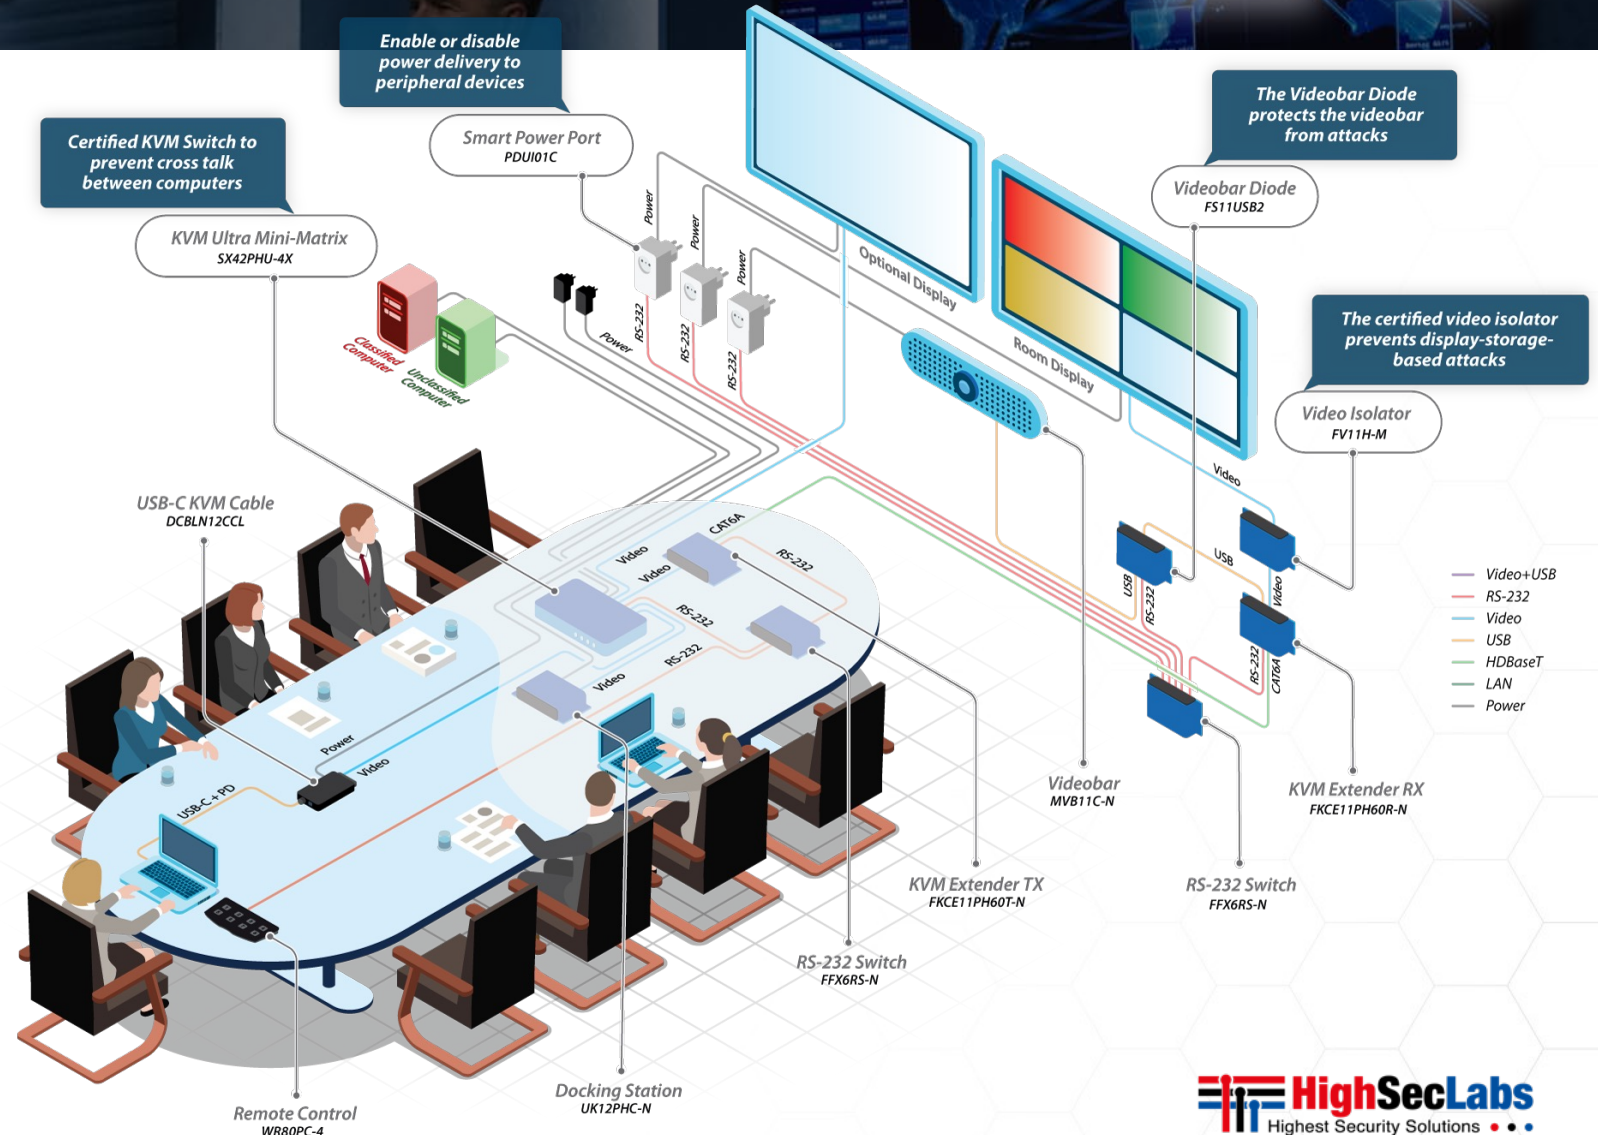 Enable or disable
power delivery to
peripheral devices
Smart Power Port
PDUI01C
Certified KVM Switch to
prevent cross talk
between computers
KVM Ultra Mini-Matrix
SX42PHU-4X
The Videobar Diode
protects the videobar
from attacks
Videobar Diode
FS11USB2
The certified video isolator
prevents display-storage-
based attacks
Video Isolator
FV11H-M
Power
Power
Power
RS-232
RS-232
RS-232
Power
Optional Display
Room Display
Classified
Computer
Unclassified
Computer
USB-C KVM Cable
DCBLN12CCL
Video
Video
CAT6A
RS-232
RS-232
RS-232
Video
Power
Video
USB-C + PD
Video
USB
USB
RS-232
Video
RS-232
CAT6A
Video+USB
RS-232
Video
USB
HDBaseT
LAN
Power
Videobar
MVB11C-N
KVM Extender RX
FKCE11PH60R-N
KVM Extender TX
FKCE11PH60T-N
RS-232 Switch
FFX6RS-N
RS-232 Switch
FFX6RS-N
Docking Station
UK12PHC-N
Remote Control
WR80PC-4
HighSecLabs
Highest Security Solutions